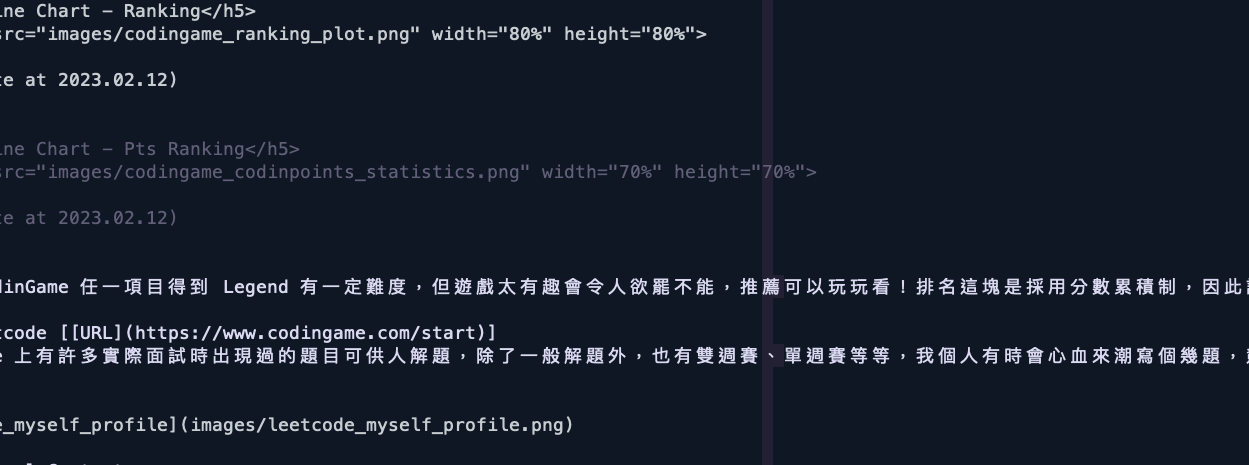 ine Chart - Ranking</h5>
src="images/codingame_ranking_plot.png" width="80%" height="80%">
te at 2023.02.12)
ine Chart - Pts Ranking</h5>
src="images/codingame_codinpoints_statistics.png" width="70%" height="70%">
te at 2023.02.12)
dinGame 任一項目得到 Legend 有一定難度，但遊戲太有趣會令人欲罷不能，推薦可以玩玩看！排名這塊是採用分數累積制，因此
tcode [[URL](https://www.codingame.com/start)]
e 上有許多實際面試時出現過的題目可供人解題，除了一般解題外，也有雙週賽、單週賽等等，我個人有時會心血來潮寫個幾題，
e_myself_profile](images/leetcode_myself_profile.png)